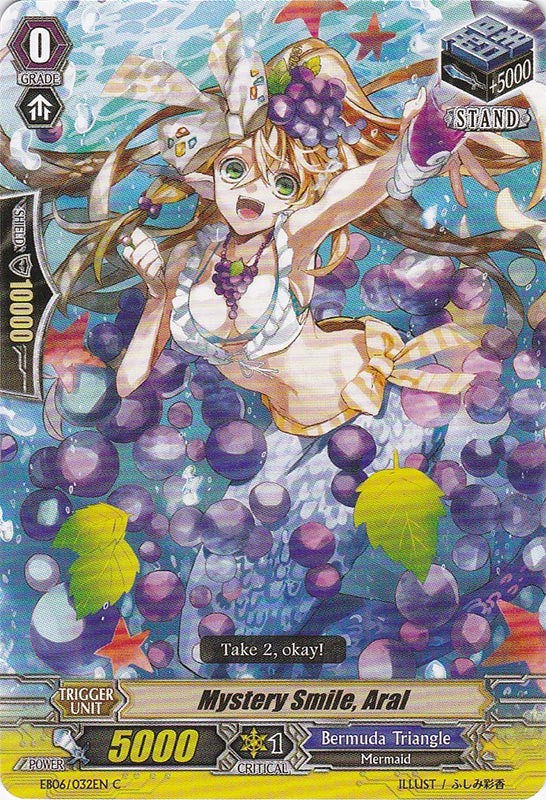 0
GRADE
+5000
STAND
SHIELD
10000
Take 2, okay!
TRIGGER
UNIT
Mystery Smile, Aral
POWER
5000
1
CRITICAL
Bermuda Triangle
Mermaid
EB06/032EN C
ILLUST / ふしみ彩香